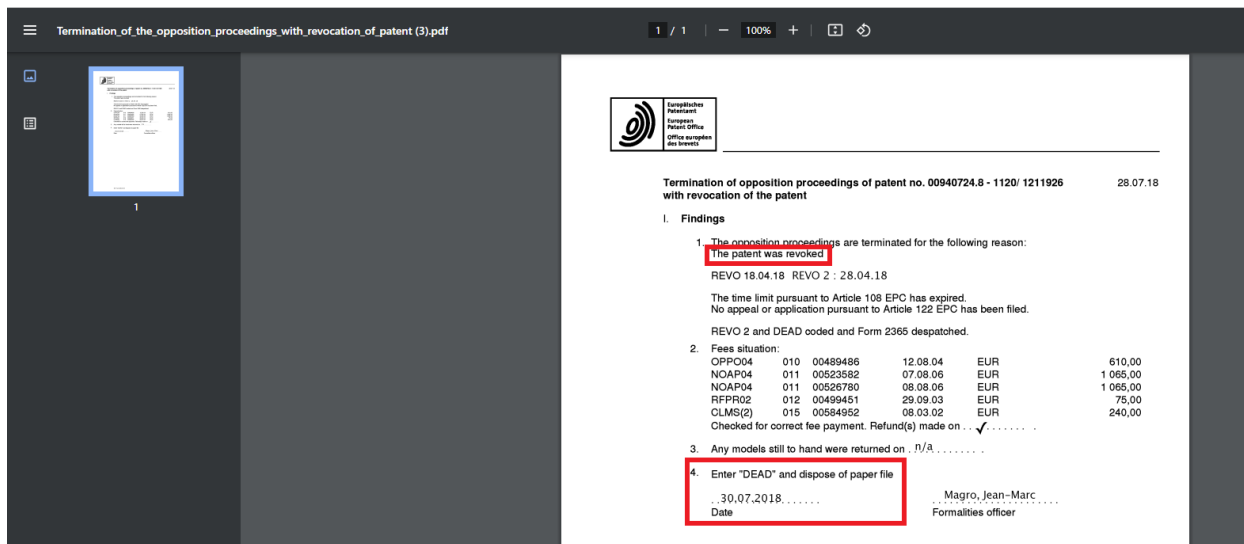 Termination_of_the_opposition_proceedings_with_revocation_of_patent (3).pdf
1 / 1 — 100% +
1
Europäisches
Patentamt
European
Patent Office
Office européen
des brevets
Termination of opposition proceedings of patent no. 00940724.8 - 1120/ 1211926 28.07.18
with revocation of the patent
I. Findings
1. The opposition proceedings are terminated for the following reason:
The patent was revoked
REVO 18.04.18 REVO 2 : 28.04.18
The time limit pursuant to Article 108 EPC has expired.
No appeal or application pursuant to Article 122 EPC has been filed.
REVO 2 and DEAD coded and Form 2365 despatched.
2. Fees situation:
OPPO04 010 00489486 12.08.04 EUR 610,00
NOAP04 011 00523582 07.08.06 EUR 1 065,00
NOAP04 011 00526780 08.08.06 EUR 1 065,00
RFPR02 012 00499451 29.09.03 EUR 75,00
CLMS(2) 015 00584952 08.03.02 EUR 240,00
Checked for correct fee payment. Refund(s) made on . . ✓ . . . . . . .
3. Any models still to hand were returned on . n/a . . . . . . . .
4. Enter "DEAD" and dispose of paper file
. . 30.07.2018 . . . . . . Magro, Jean-Marc
Date Formalities officer